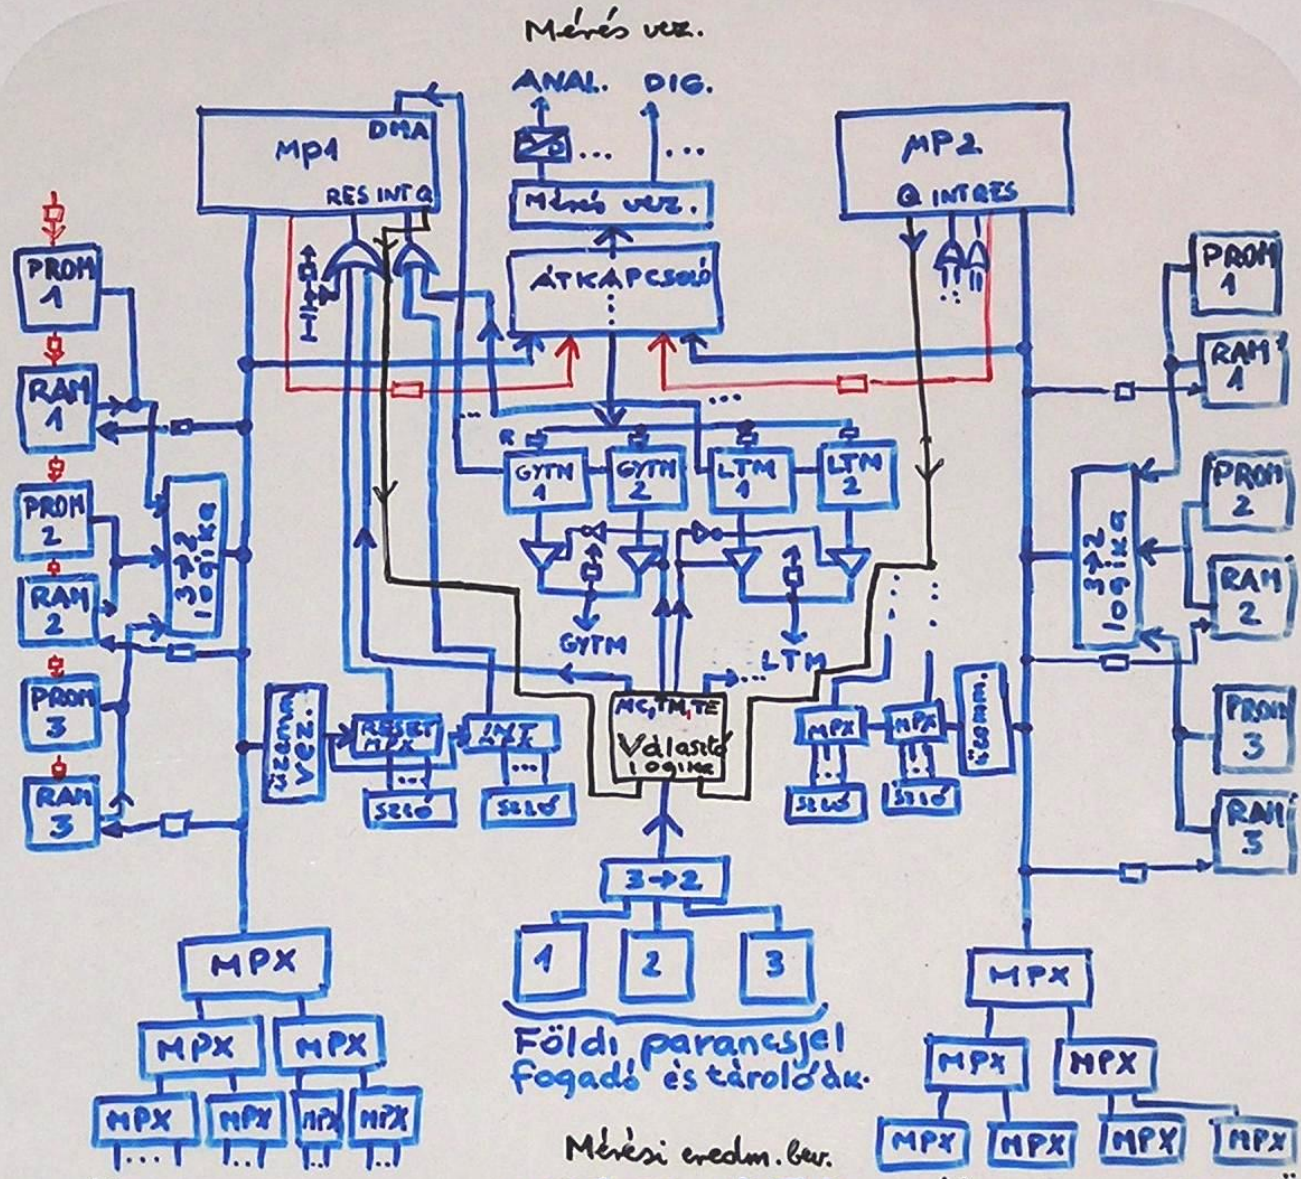 Mérés vez.
ANAL. DIG.
DMA
MP1
RES INT Q
MP2
Q INT RES
A/D ... ...
Mérés vez.
ÁTKAPCSOLÓ
PROM
1
RAM
1
PROM
2
RAM
2
PROM
3
RAM
3
3→2
logika
PROM
1
RAM
1
PROM
2
RAM
2
PROM
3
RAM
3
3→2
logika
R
GYTM
1
GYTM
2
LTM
1
LTM
2
GYTM
LTM
üzenm.
vez.
RESET
MPX
INT
MPX
SZLÓ
SZLÓ
MC, TM, TE
Választó
logika
MPX
MPX
SZLÓ
SZLÓ
3→2
1 2 3
Földi parancsjel
fogadó és tárolóák.
MPX
MPX MPX
MPX MPX MPX MPX
MPX
MPX MPX
MPX MPX MPX MPX
Mérési eredm. bev.